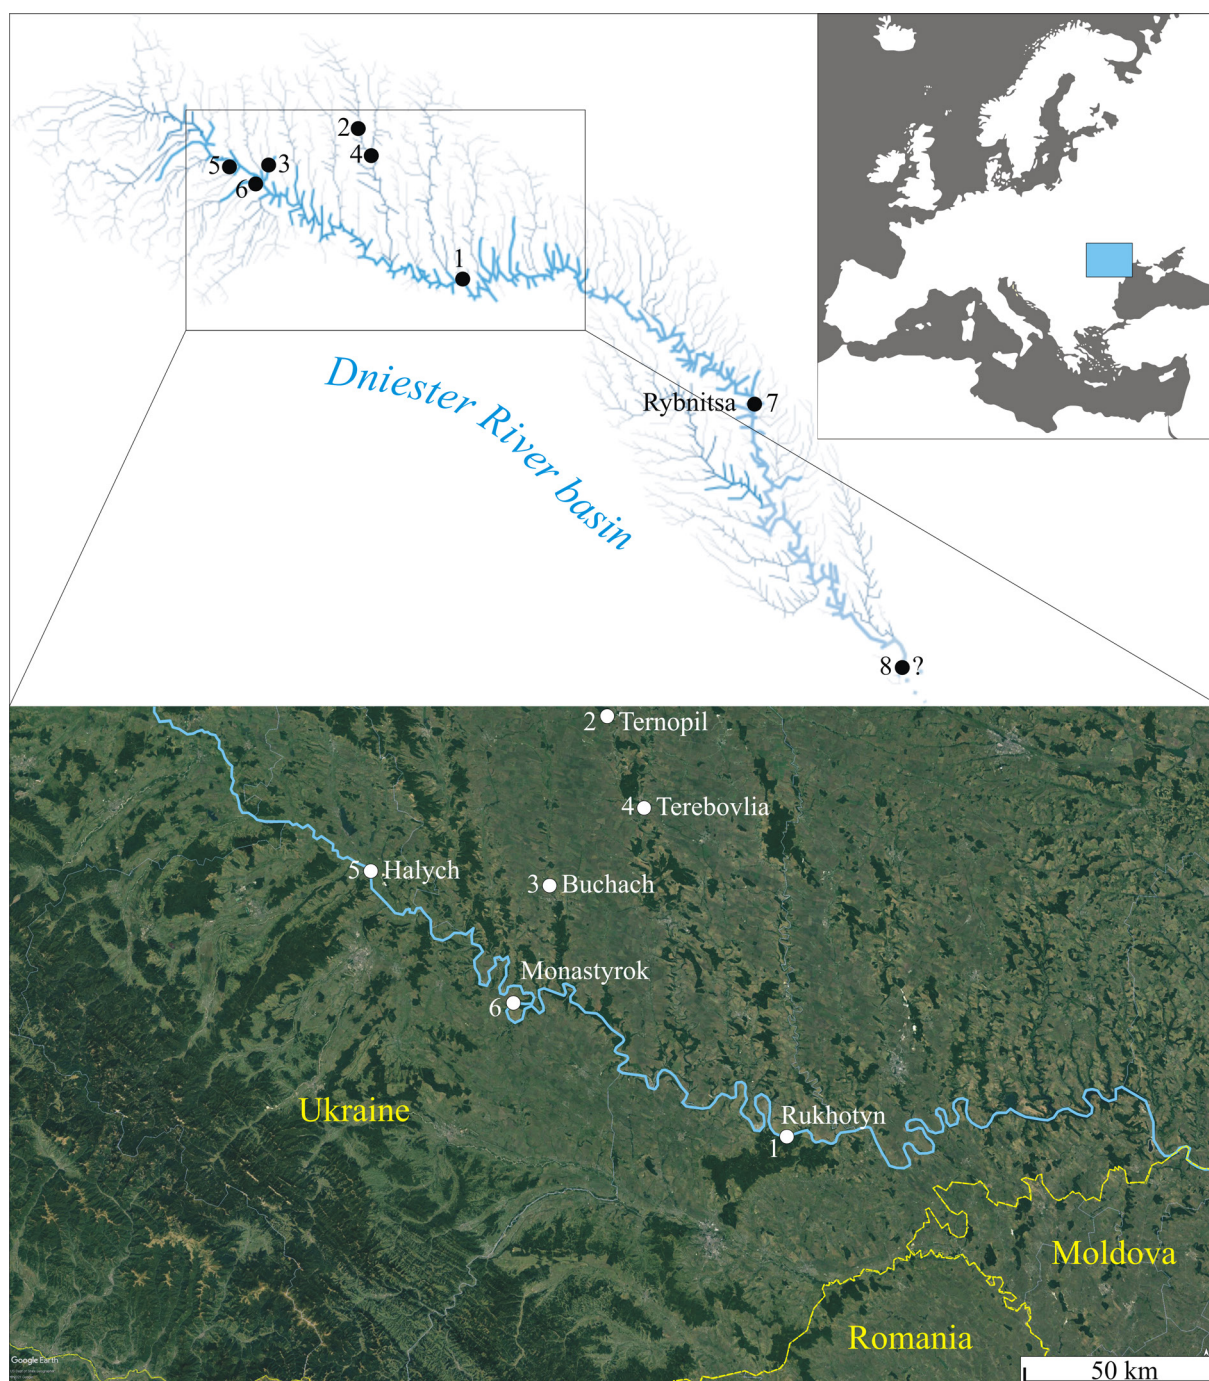 2
4
5
3
6
1
Dniester River basin
Rybnitsa
7
8
?
2 Ternopil
4 Terebovlia
5 Halych
3 Buchach
Monastyrok
6
Ukraine
Rukhotyn
1
Moldova
Romania
Google Earth
50 km